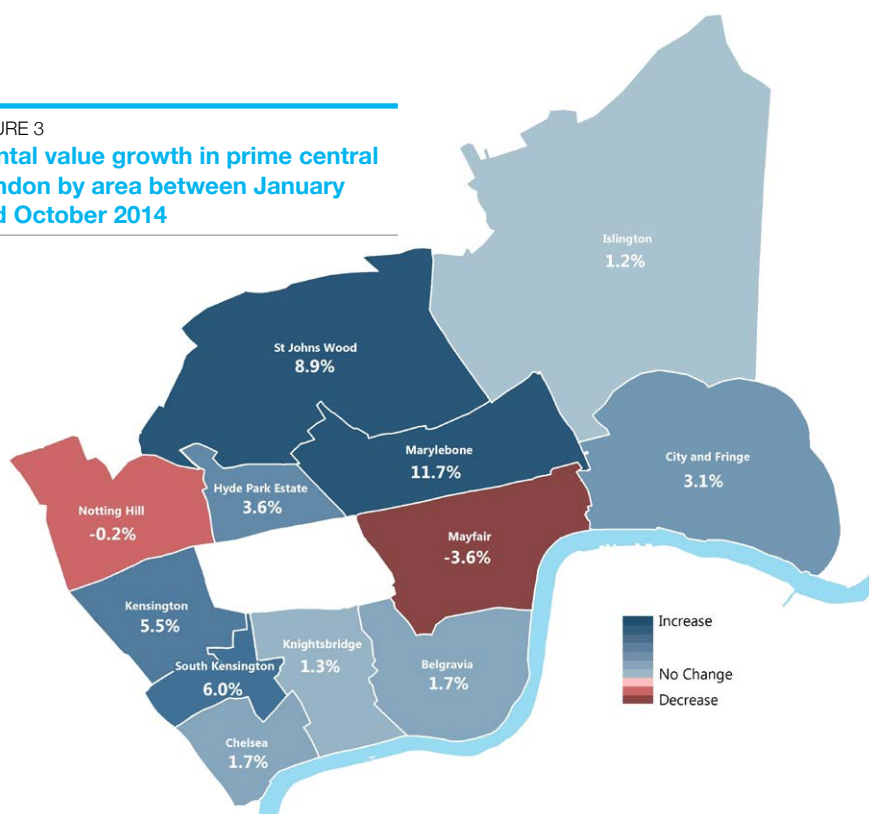 URE 3
ntal value growth in prime central
ndon by area between January
d October 2014
Islington
1.2%
St Johns Wood
8.9%
Marylebone
11.7%
City and Fringe
3.1%
Hyde Park Estate
3.6%
Notting Hill
-0.2%
Mayfair
-3.6%
Kensington
5.5%
South Kensington
6.0%
Knightsbridge
1.3%
Belgravia
1.7%
Chelsea
1.7%
Increase
No Change
Decrease